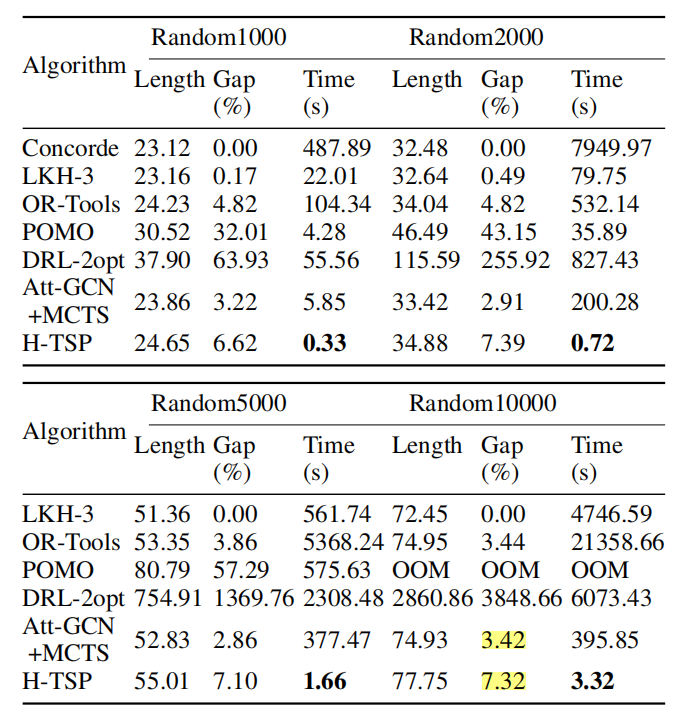 Random1000 Random2000
Algorithm Length Gap (%) Time (s) Length Gap (%) Time (s)
Concorde 23.12 0.00 487.89 32.48 0.00 7949.97
LKH-3 23.16 0.17 22.01 32.64 0.49 79.75
OR-Tools 24.23 4.82 104.34 34.04 4.82 532.14
POMO 30.52 32.01 4.28 46.49 43.15 35.89
DRL-2opt 37.90 63.93 55.56 115.59 255.92 827.43
Att-GCN +MCTS 23.86 3.22 5.85 33.42 2.91 200.28
H-TSP 24.65 6.62 0.33 34.88 7.39 0.72
Random5000 Random10000
Algorithm Length Gap (%) Time (s) Length Gap (%) Time (s)
LKH-3 51.36 0.00 561.74 72.45 0.00 4746.59
OR-Tools 53.35 3.86 5368.24 74.95 3.44 21358.66
POMO 80.79 57.29 575.63 OOM OOM OOM
DRL-2opt 754.91 1369.76 2308.48 2860.86 3848.66 6073.43
Att-GCN +MCTS 52.83 2.86 377.47 74.93 3.42 395.85
H-TSP 55.01 7.10 1.66 77.75 7.32 3.32